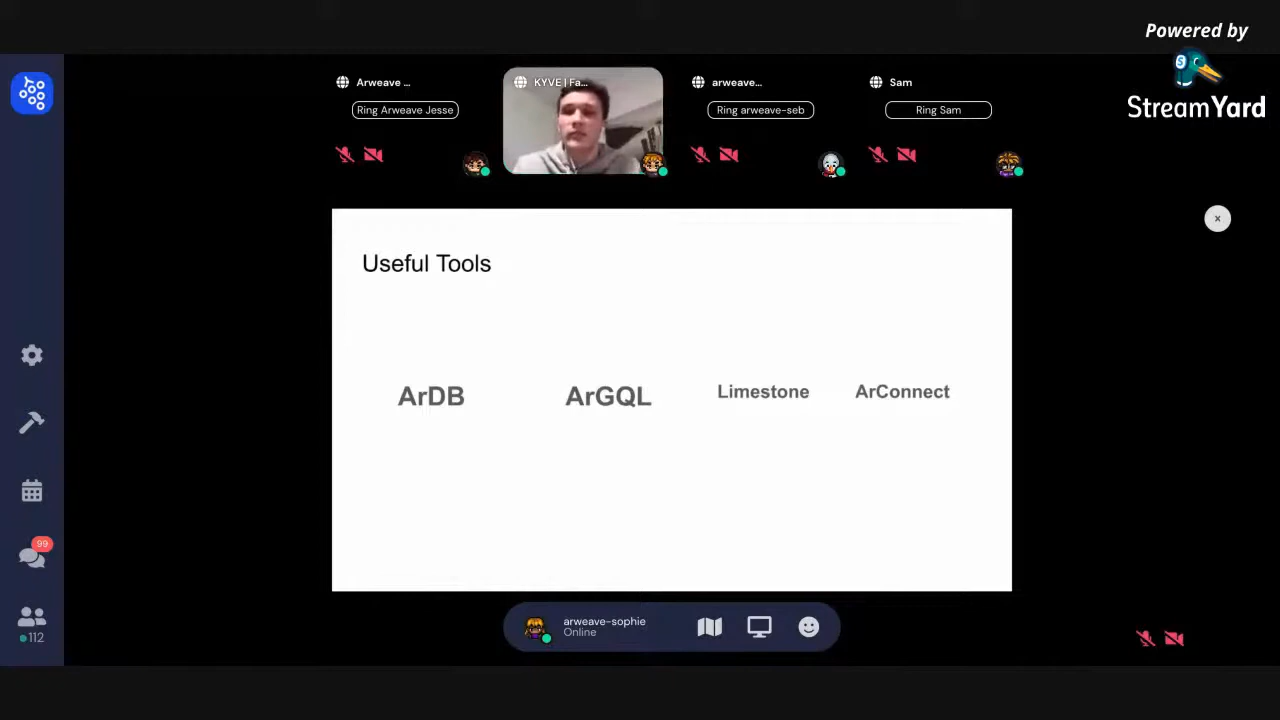 Powered by
StreamYard
Arweave ...
Ring Arweave Jesse
KYVE | Fa...
arweave...
Ring arweave-seb
Sam
Ring Sam
Useful Tools
ArDB
ArGQL
Limestone
ArConnect
99
112
arweave-sophie
Online